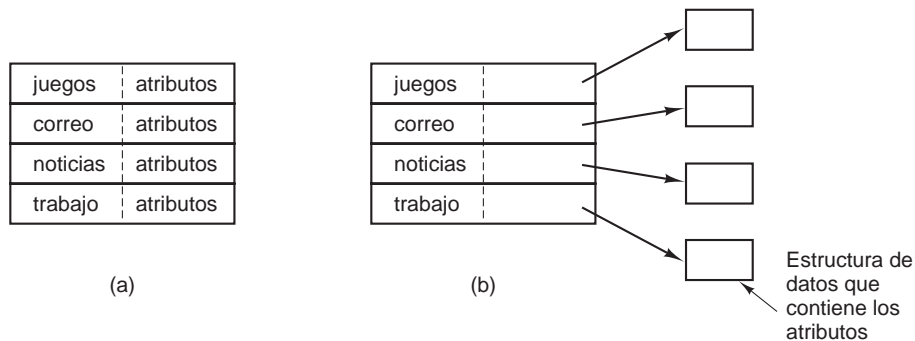 juegos atributos
correo atributos
noticias atributos
trabajo atributos
(a)
juegos
correo
noticias
trabajo
(b)
Estructura de
datos que
contiene los
atributos